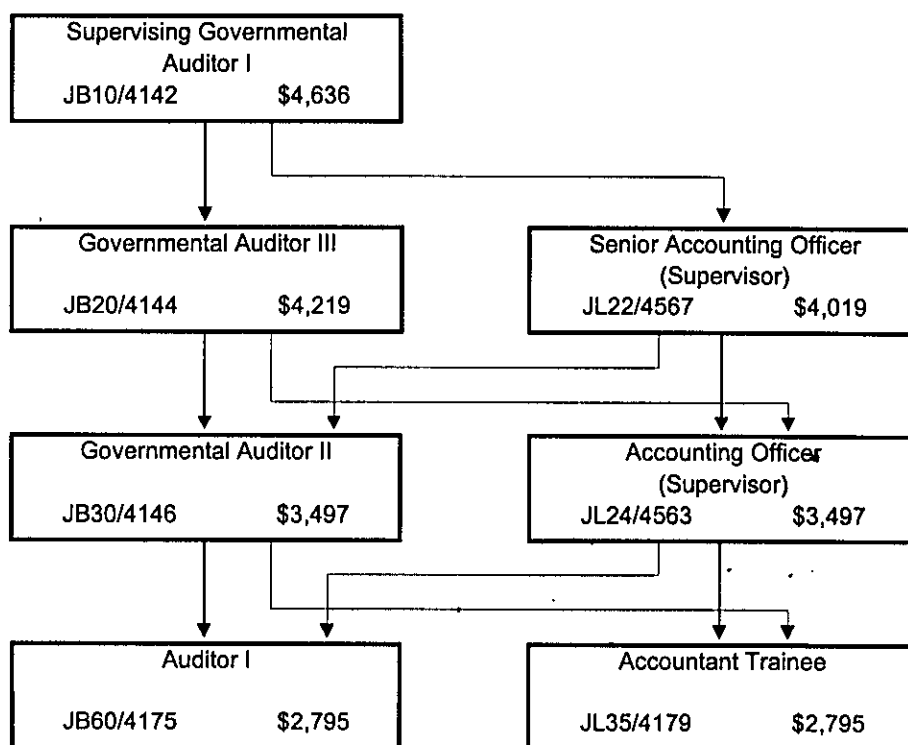 Supervising Governmental
Auditor I
JB10/4142 $4,636
Governmental Auditor III
JB20/4144 $4,219
Senior Accounting Officer
(Supervisor)
JL22/4567 $4,019
Governmental Auditor II
JB30/4146 $3,497
Accounting Officer
(Supervisor)
JL24/4563 $3,497
Auditor I
JB60/4175 $2,795
Accountant Trainee
JL35/4179 $2,795